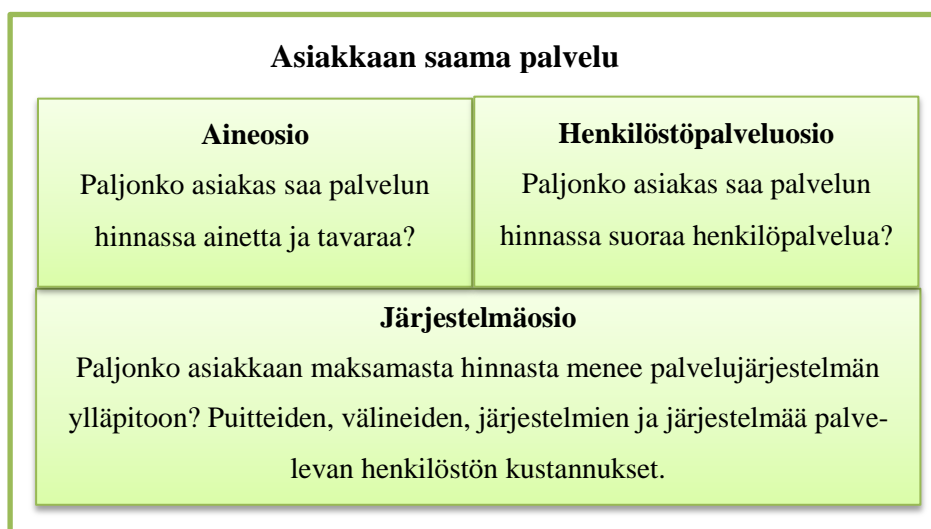 Asiakkaan saama palvelu
Aineosio
Paljonko asiakas saa palvelun
hinnassa ainetta ja tavaraa?
Henkilöstöpalveluosio
Paljonko asiakas saa palvelun
hinnassa suoraa henkilöpalvelua?
Järjestelmäosio
Paljonko asiakkaan maksamasta hinnasta menee palvelujärjestelmän
ylläpitoon? Puitteiden, välineiden, järjestelmien ja järjestelmää palve-
levan henkilöstön kustannukset.